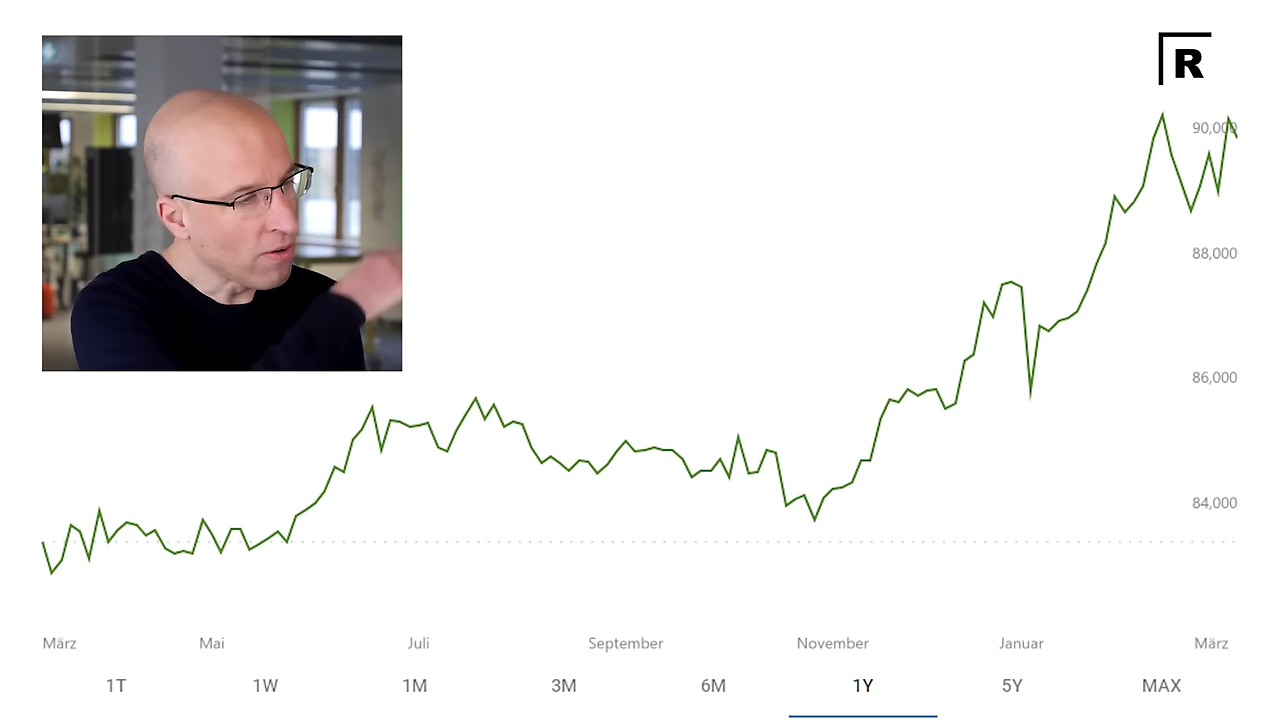 R
90,000
88,000
86,000
84,000
März Mai Juli September November Januar März
1T 1W 1M 3M 6M 1Y 5Y MAX